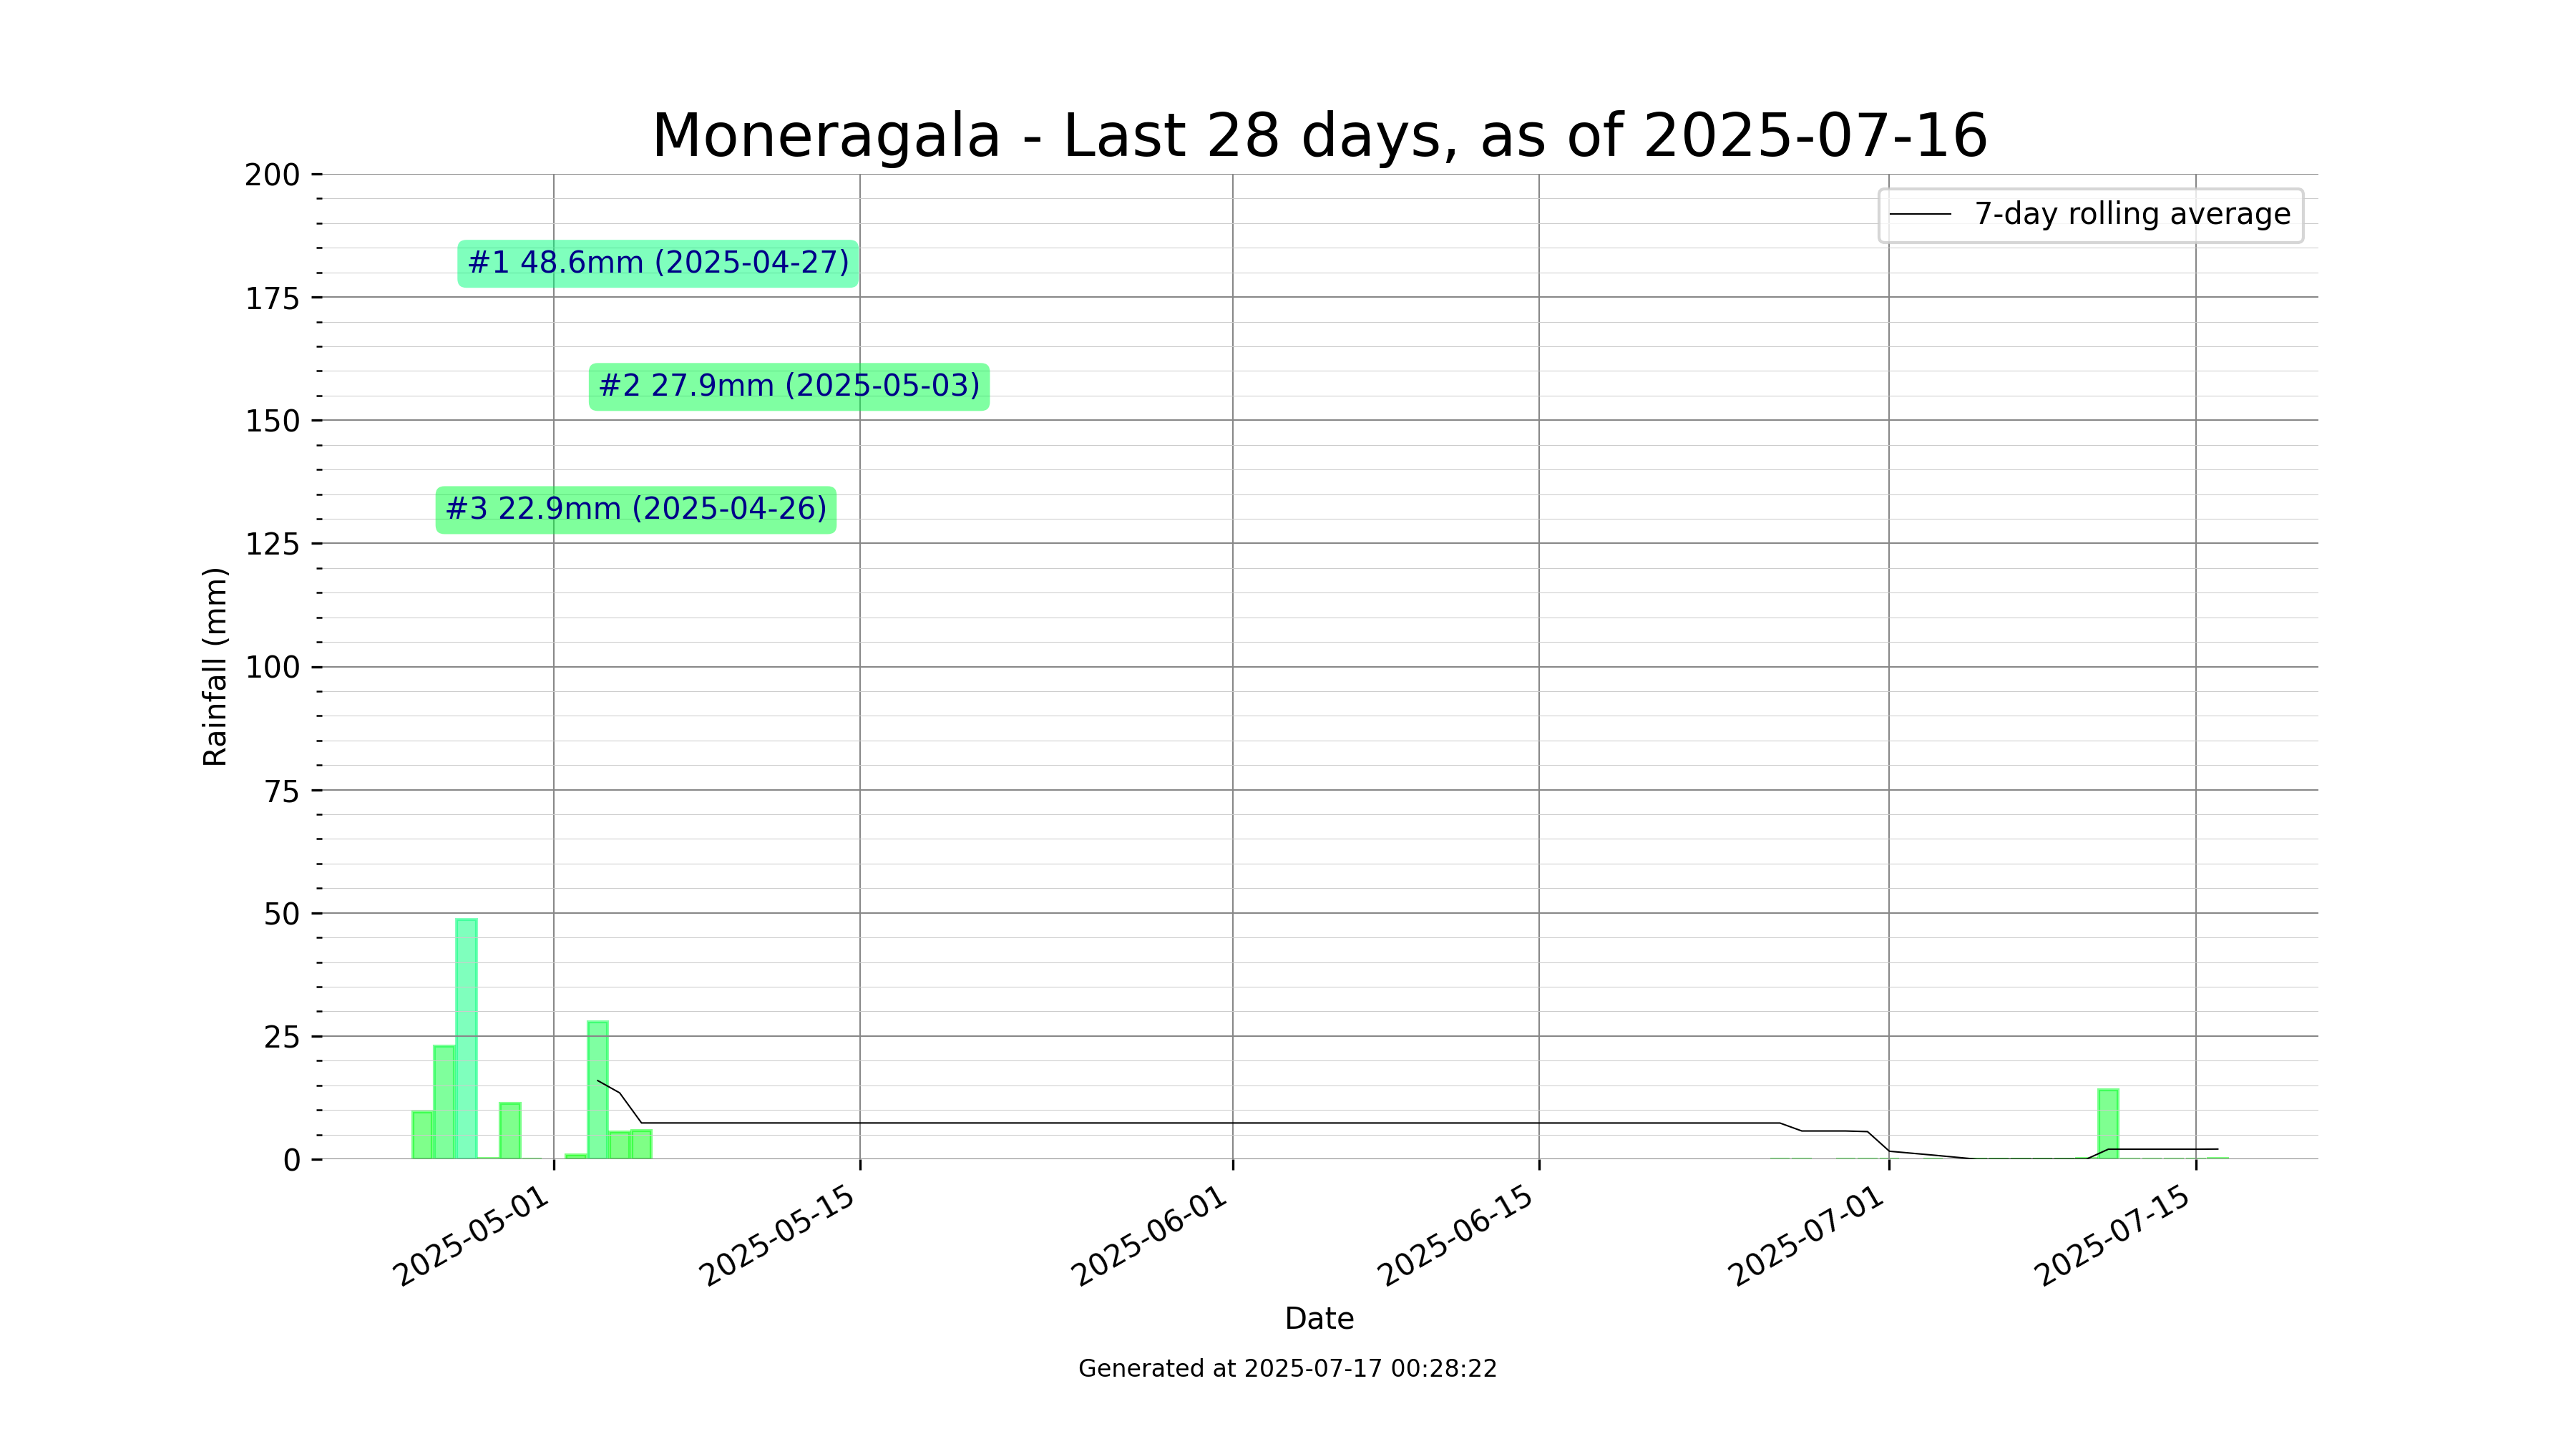 Moneragala - Last 28 days, as of 2025-07-16
7-day rolling average
#1 48.6mm (2025-04-27)
#2 27.9mm (2025-05-03)
#3 22.9mm (2025-04-26)
Rainfall (mm)
200
175
150
125
100
75
50
25
0
2025-05-01
2025-05-15
2025-06-01
2025-06-15
2025-07-01
2025-07-15
Date
Generated at 2025-07-17 00:28:22